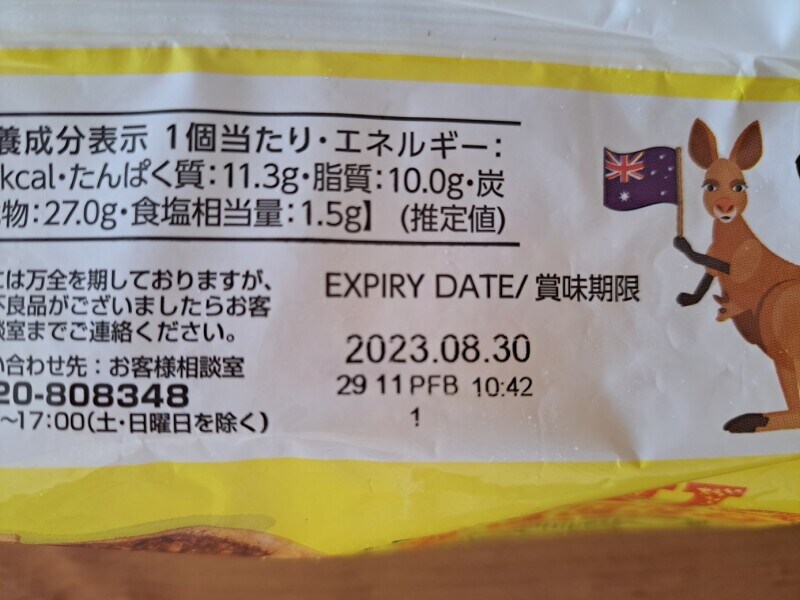 養成分表示 1個当たり・エネルギー:
kcal・たんぱく質:11.3g・脂質:10.0g・炭
物:27.0g・食塩相当量:1.5g】 (推定値)
には万全を期しておりますが、
不良品がございましたらお客
談室までご連絡ください。
い合わせ先:お客様相談室
20-808348
~17:00(土・日曜日を除く)
EXPIRY DATE/ 賞味期限
2023.08.30
29 11 PFB 10:42
1